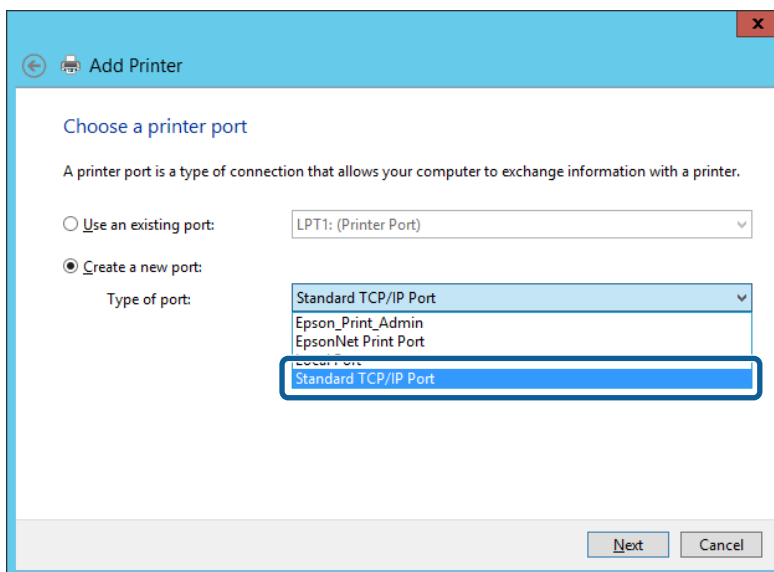 x
Add Printer
Choose a printer port
A printer port is a type of connection that allows your computer to exchange information with a printer.
Use an existing port: LPT1: (Printer Port)
Create a new port:
Type of port: Standard TCP/IP Port
Epson_Print_Admin
EpsonNet Print Port
Local Port
Standard TCP/IP Port
Next Cancel